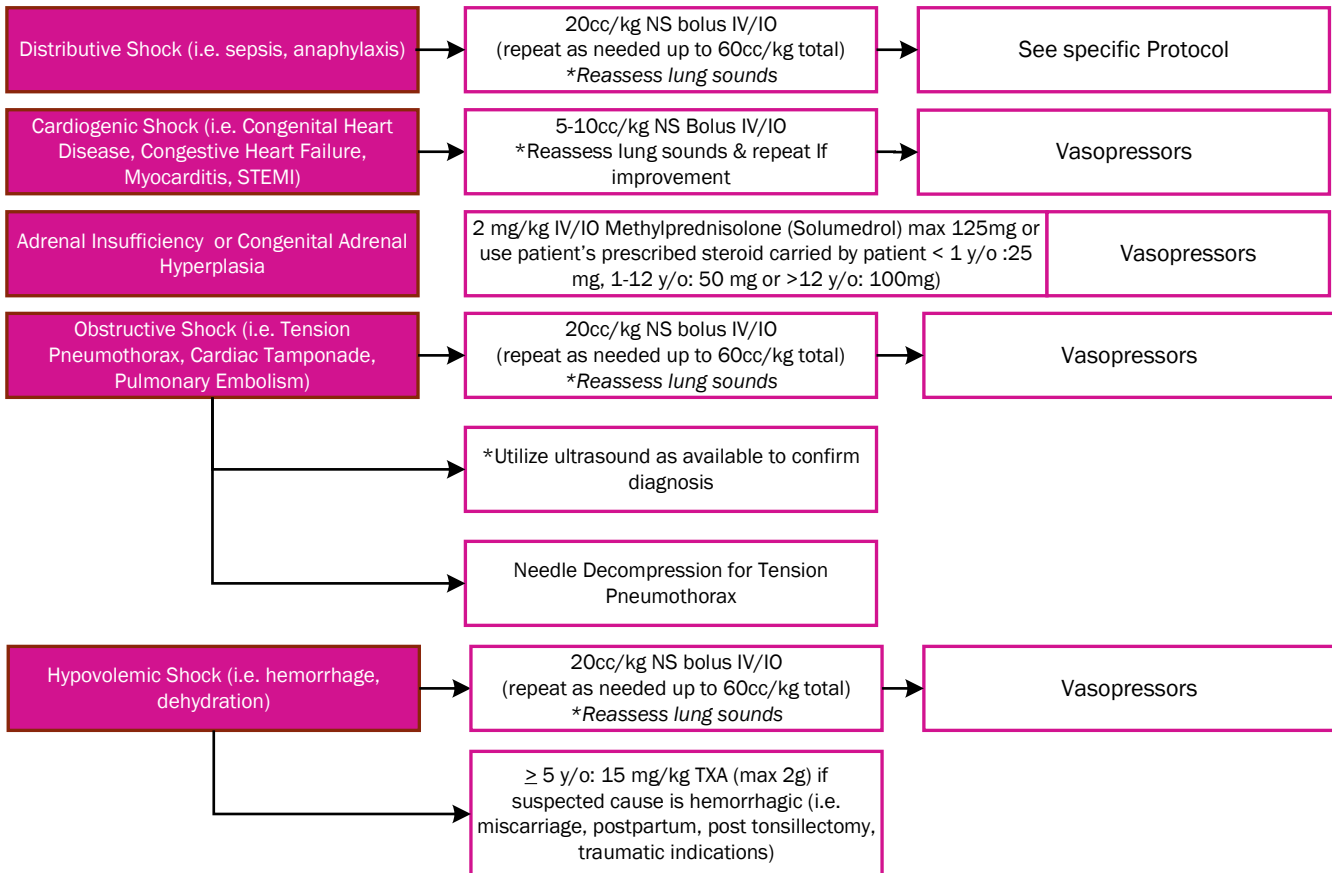 Distributive Shock (i.e. sepsis, anaphylaxis)
20cc/kg NS bolus IV/IO
(repeat as needed up to 60cc/kg total)
*Reassess lung sounds
See specific Protocol
Cardiogenic Shock (i.e. Congenital Heart
Disease, Congestive Heart Failure,
Myocarditis, STEMI)
5-10cc/kg NS Bolus IV/IO
*Reassess lung sounds & repeat If
improvement
Vasopressors
Adrenal Insufficiency or Congenital Adrenal
Hyperplasia
2 mg/kg IV/IO Methylprednisolone (Solumedrol) max 125mg or
use patient's prescribed steroid carried by patient < 1 y/o :25
mg, 1-12 y/o: 50 mg or >12 y/o: 100mg)
Vasopressors
Obstructive Shock (i.e. Tension
Pneumothorax, Cardiac Tamponade,
Pulmonary Embolism)
20cc/kg NS bolus IV/IO
(repeat as needed up to 60cc/kg total)
*Reassess lung sounds
Vasopressors
*Utilize ultrasound as available to confirm
diagnosis
Needle Decompression for Tension
Pneumothorax
Hypovolemic Shock (i.e. hemorrhage,
dehydration)
20cc/kg NS bolus IV/IO
(repeat as needed up to 60cc/kg total)
*Reassess lung sounds
Vasopressors
≥ 5 y/o: 15 mg/kg TXA (max 2g) if
suspected cause is hemorrhagic (i.e.
miscarriage, postpartum, post tonsillectomy,
traumatic indications)